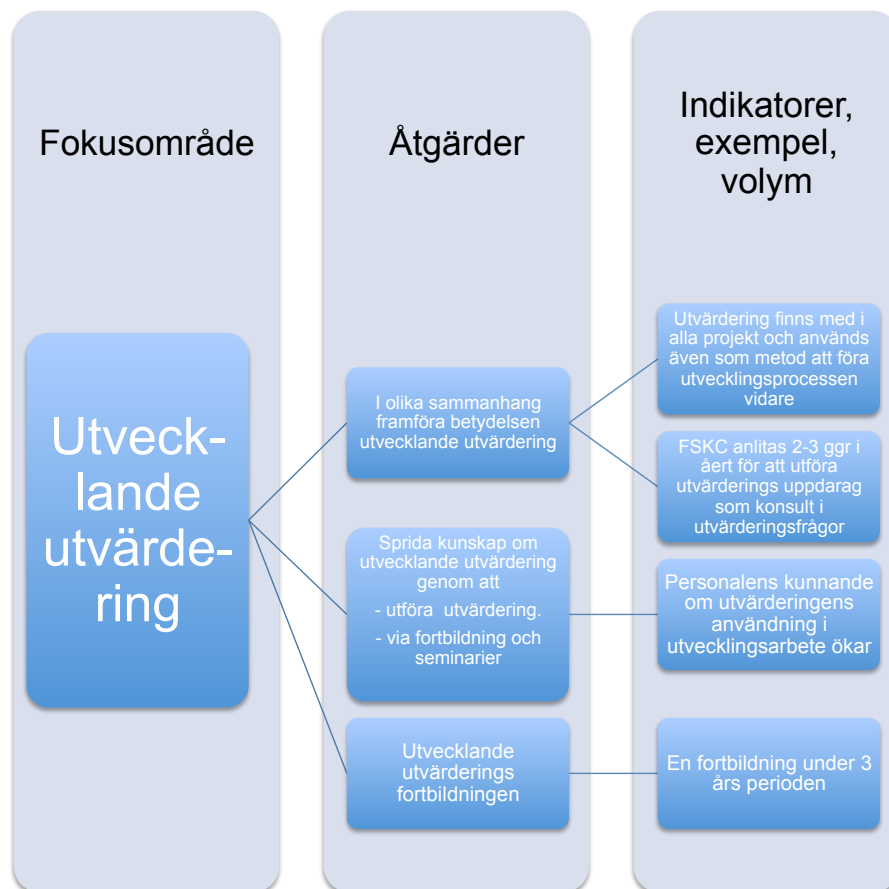 Fokusområde
Åtgärder
Indikatorer,
exempel,
volym
Utveck-
lande
utvärde-
ring
I olika sammanhang
framföra betydelsen
utvecklande utvärdering
Utvärdering finns med i
alla projekt och används
även som metod att föra
utvecklingsprocessen
vidare
FSKC anlitas 2-3 ggr i
åert för att utföra
utvärderings uppdarag
som konsult i
utvärderingsfrågor
Sprida kunskap om
utvecklande utvärdering
genom att
- utföra utvärdering.
- via fortbildning och
seminarier
Personalens kunnande
om utvärderingens
användning i
utvecklingsarbete ökar
Utvecklande
utvärderings
fortbildningen
En fortbildning under 3
års perioden